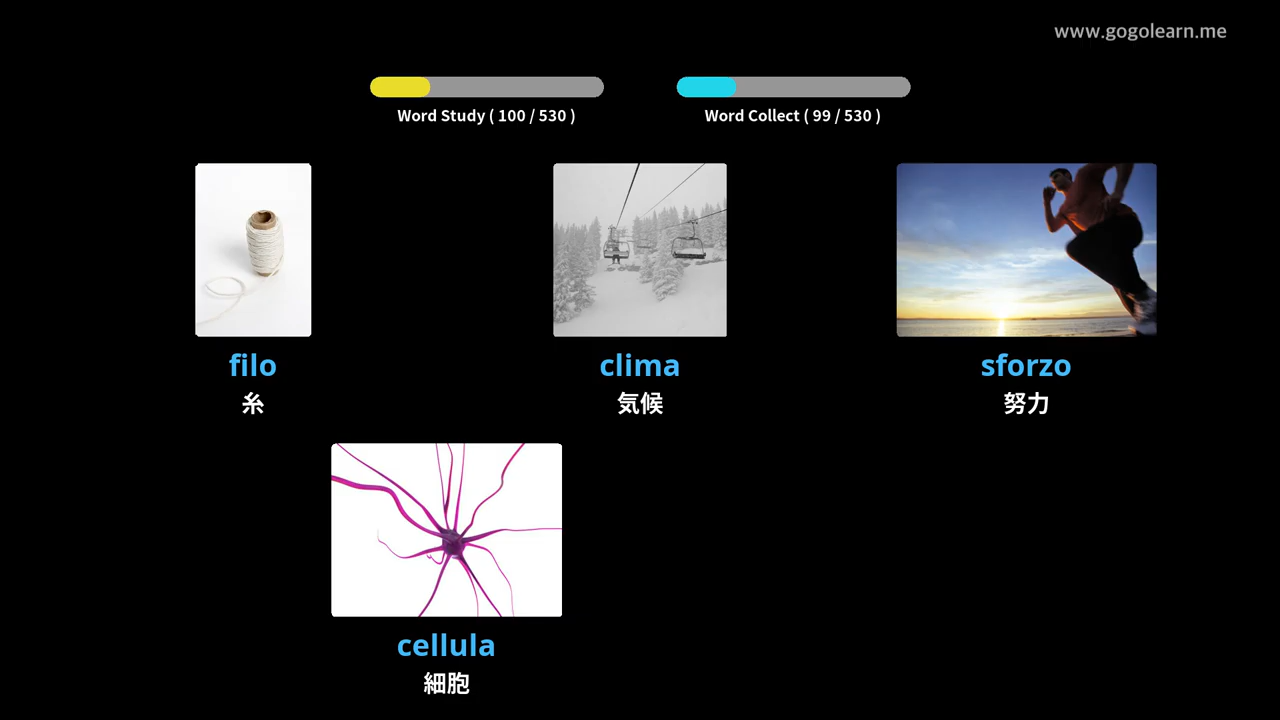 www.gogolearn.me
Word Study ( 100 / 530 )
Word Collect ( 99 / 530 )
filo
糸
clima
気候
sforzo
努力
cellula
細胞